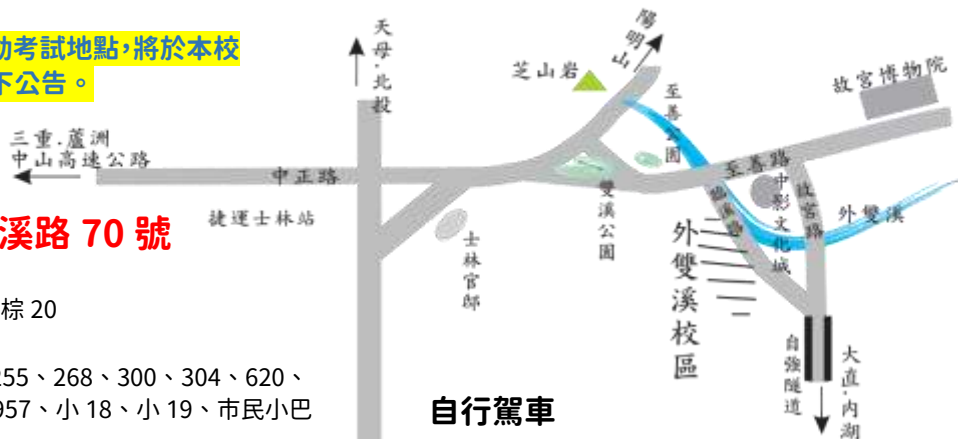 動考試地點，將於本校
下公告。
溪路 70 號
棕 20
255、268、300、304、620、
957、小 18、小 19、市民小巴
自行駕車
天母．北投
陽明山
芝山岩
至善公園
故宮博物院
三重．蘆洲
中山高速公路
中正路
至善路
捷運士林站
士林官邸
雙溪公園
中影文化城
故宮路
外雙溪
外雙溪校區
自強隧道
大直．內湖